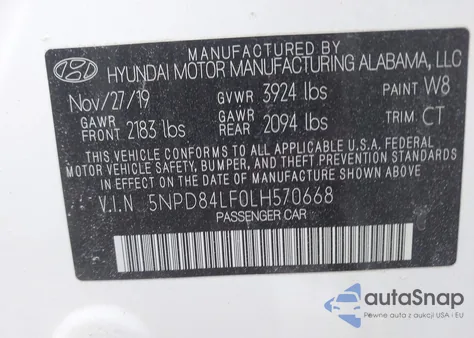 MANUFACTURED BY
HYUNDAI MOTOR MANUFACTURING ALABAMA, LLC
Nov/27/19 GVWR 3924 lbs PAINT W8
GAWR FRONT 2183 lbs GAWR REAR 2094 lbs TRIM CT
THIS VEHICLE CONFORMS TO ALL APPLICABLE U.S.A. FEDERAL
MOTOR VEHICLE SAFETY, BUMPER, AND THEFT PREVENTION STANDARDS
IN EFFECT ON THE DATE OF MANUFACTURE SHOWN ABOVE.
V.I.N 5NPD84LF0LH570668
PASSENGER CAR
autoSnap
Pewne auta z aukcji USA i EU